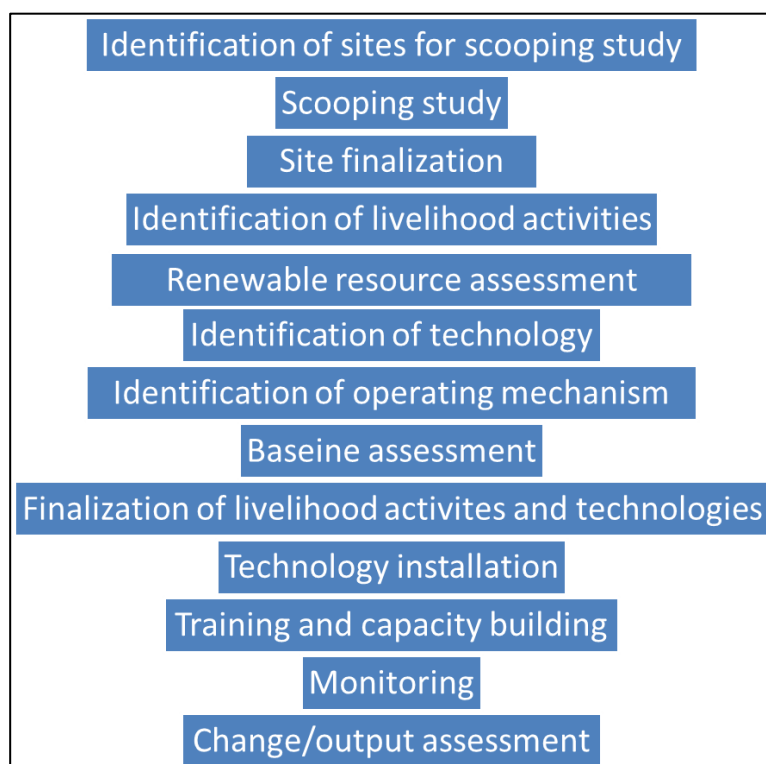 Identification of sites for scooping study
Scooping study
Site finalization
Identification of livelihood activities
Renewable resource assessment
Identification of technology
Identification of operating mechanism
Baseine assessment
Finalization of livelihood activites and technologies
Technology installation
Training and capacity building
Monitoring
Change/output assessment